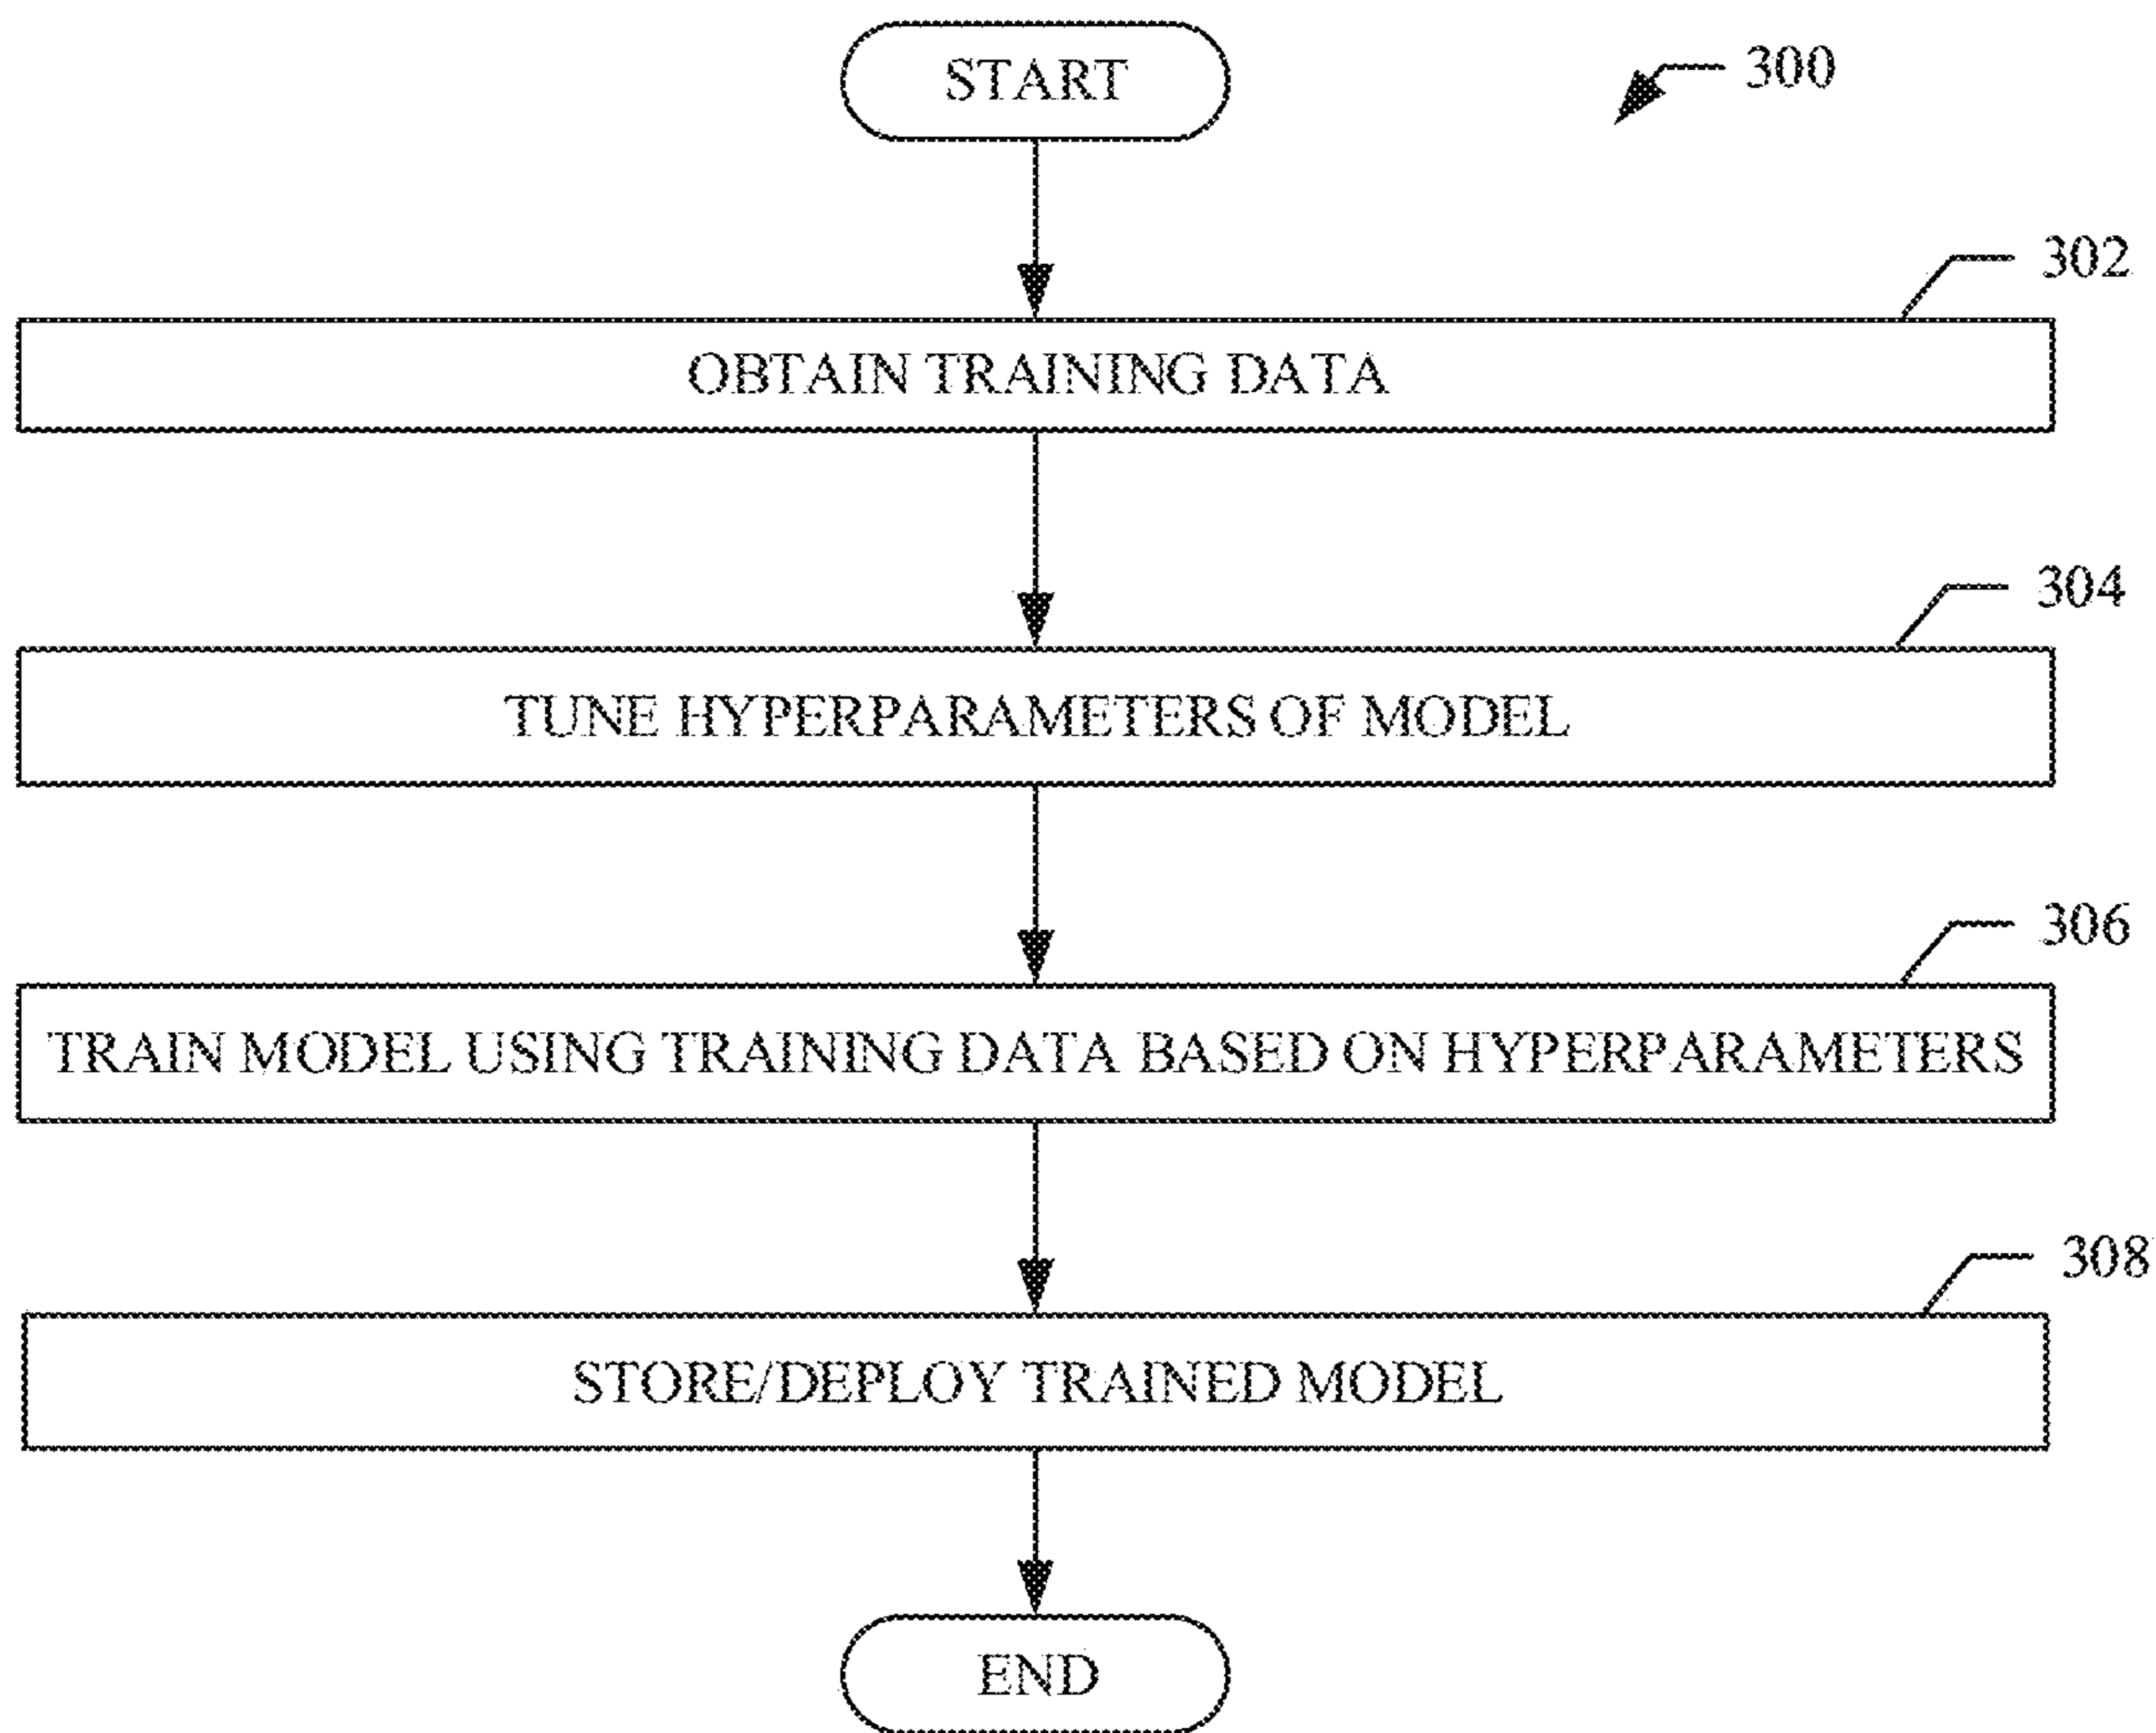 START
300
302
OBTAIN TRAINING DATA
304
TUNE HYPERPARAMETERS OF MODEL
306
TRAIN MODEL USING TRAINING DATA BASED ON HYPERPARAMETERS
308
STORE/DEPLOY TRAINED MODEL
END